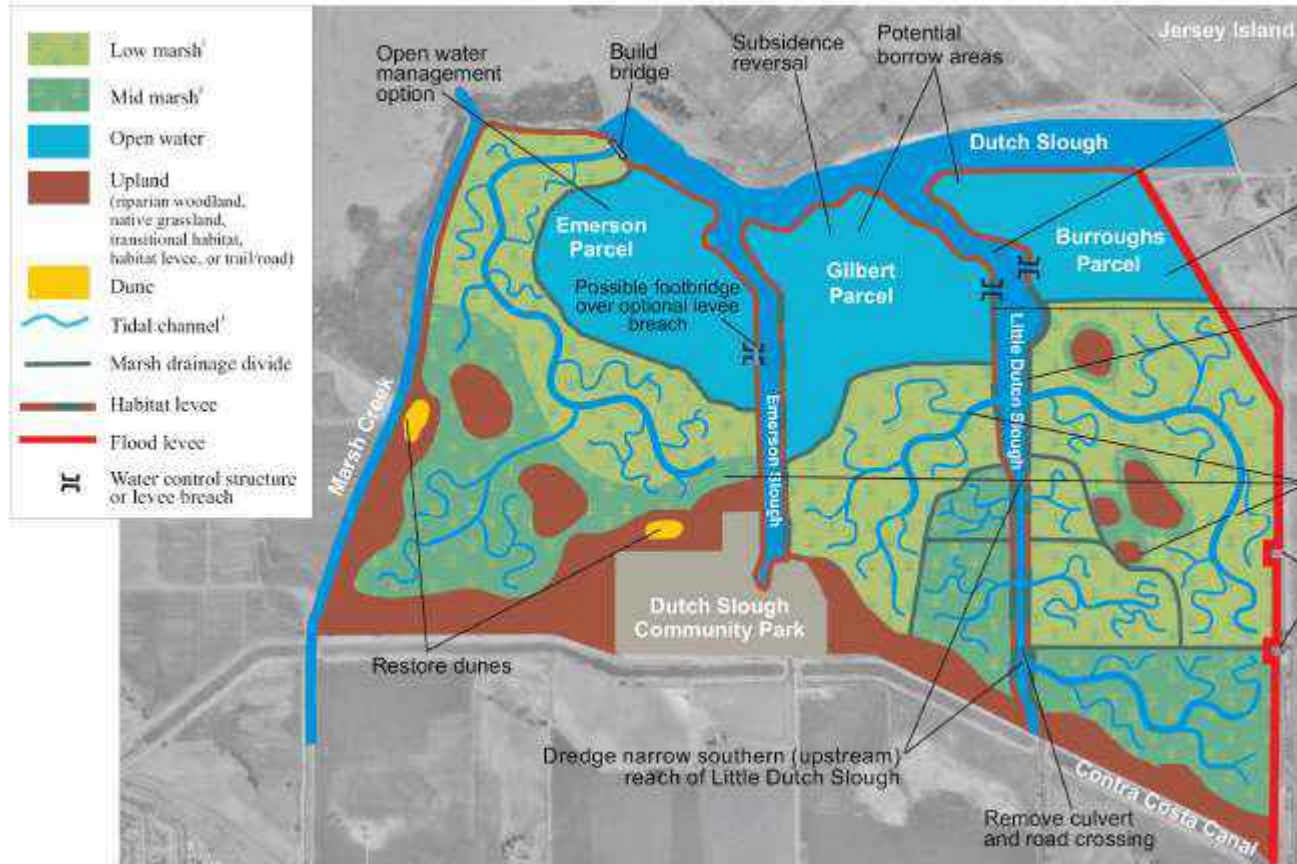 Low marsh¹
Mid marsh²
Open water
Upland
(riparian woodland,
native grassland,
transitional habitat,
habitat levee, or trail/road)
Dune
Tidal channel³
Marsh drainage divide
Habitat levee
Flood levee
Water control structure
or levee breach
Open water
management
option
Build
bridge
Subsidence
reversal
Potential
borrow areas
Jersey Island
Dutch Slough
Emerson
Parcel
Gilbert
Parcel
Burroughs
Parcel
Possible footbridge
over optional levee
breach
Little Dutch Slough
Marsh Creek
Emerson Slough
Dutch Slough
Community Park
Restore dunes
Dredge narrow southern (upstream)
reach of Little Dutch Slough
Contra Costa Canal
Remove culvert
and road crossing